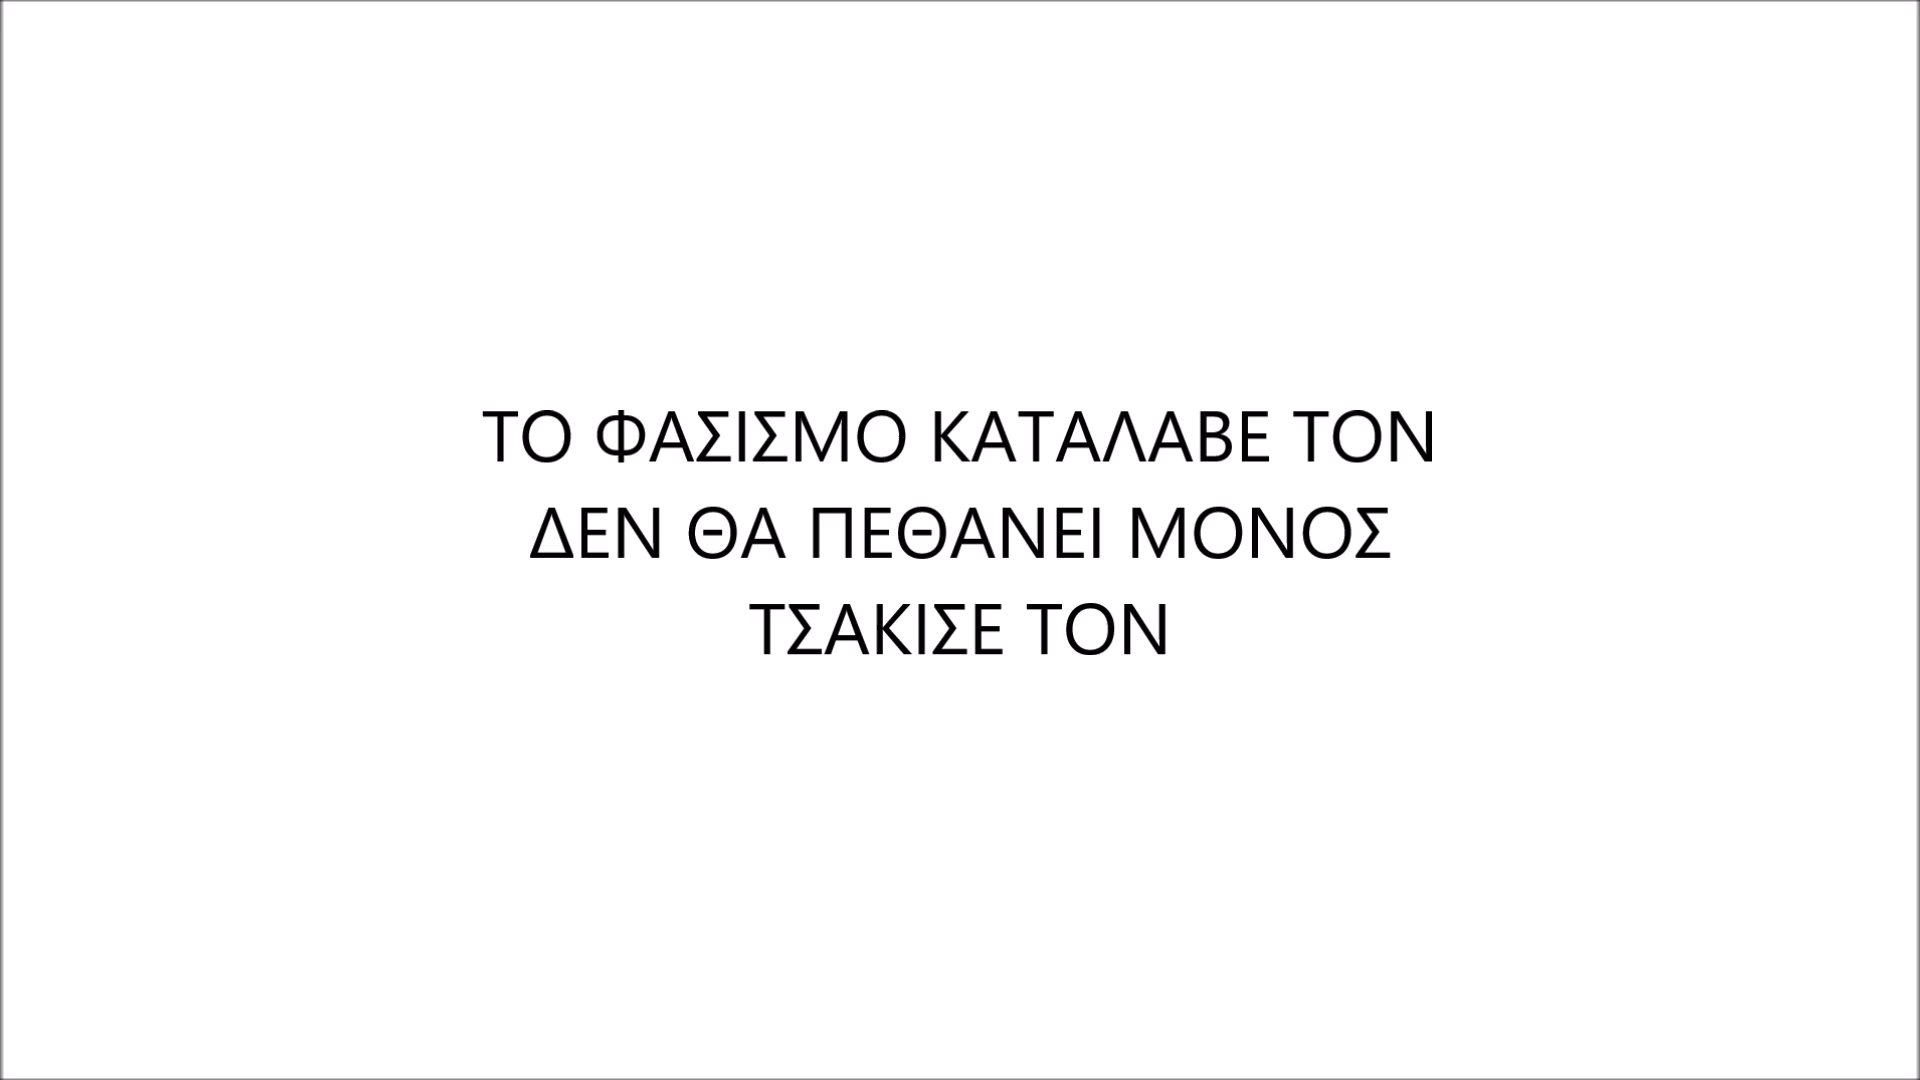 ΤΟ ΦΑΣΙΣΜΟ ΚΑΤΑΛΑΒΕ ΤΟΝ
ΔΕΝ ΘΑ ΠΕΘΑΝΕΙ ΜΟΝΟΣ
ΤΣΑΚΙΣΕ ΤΟΝ